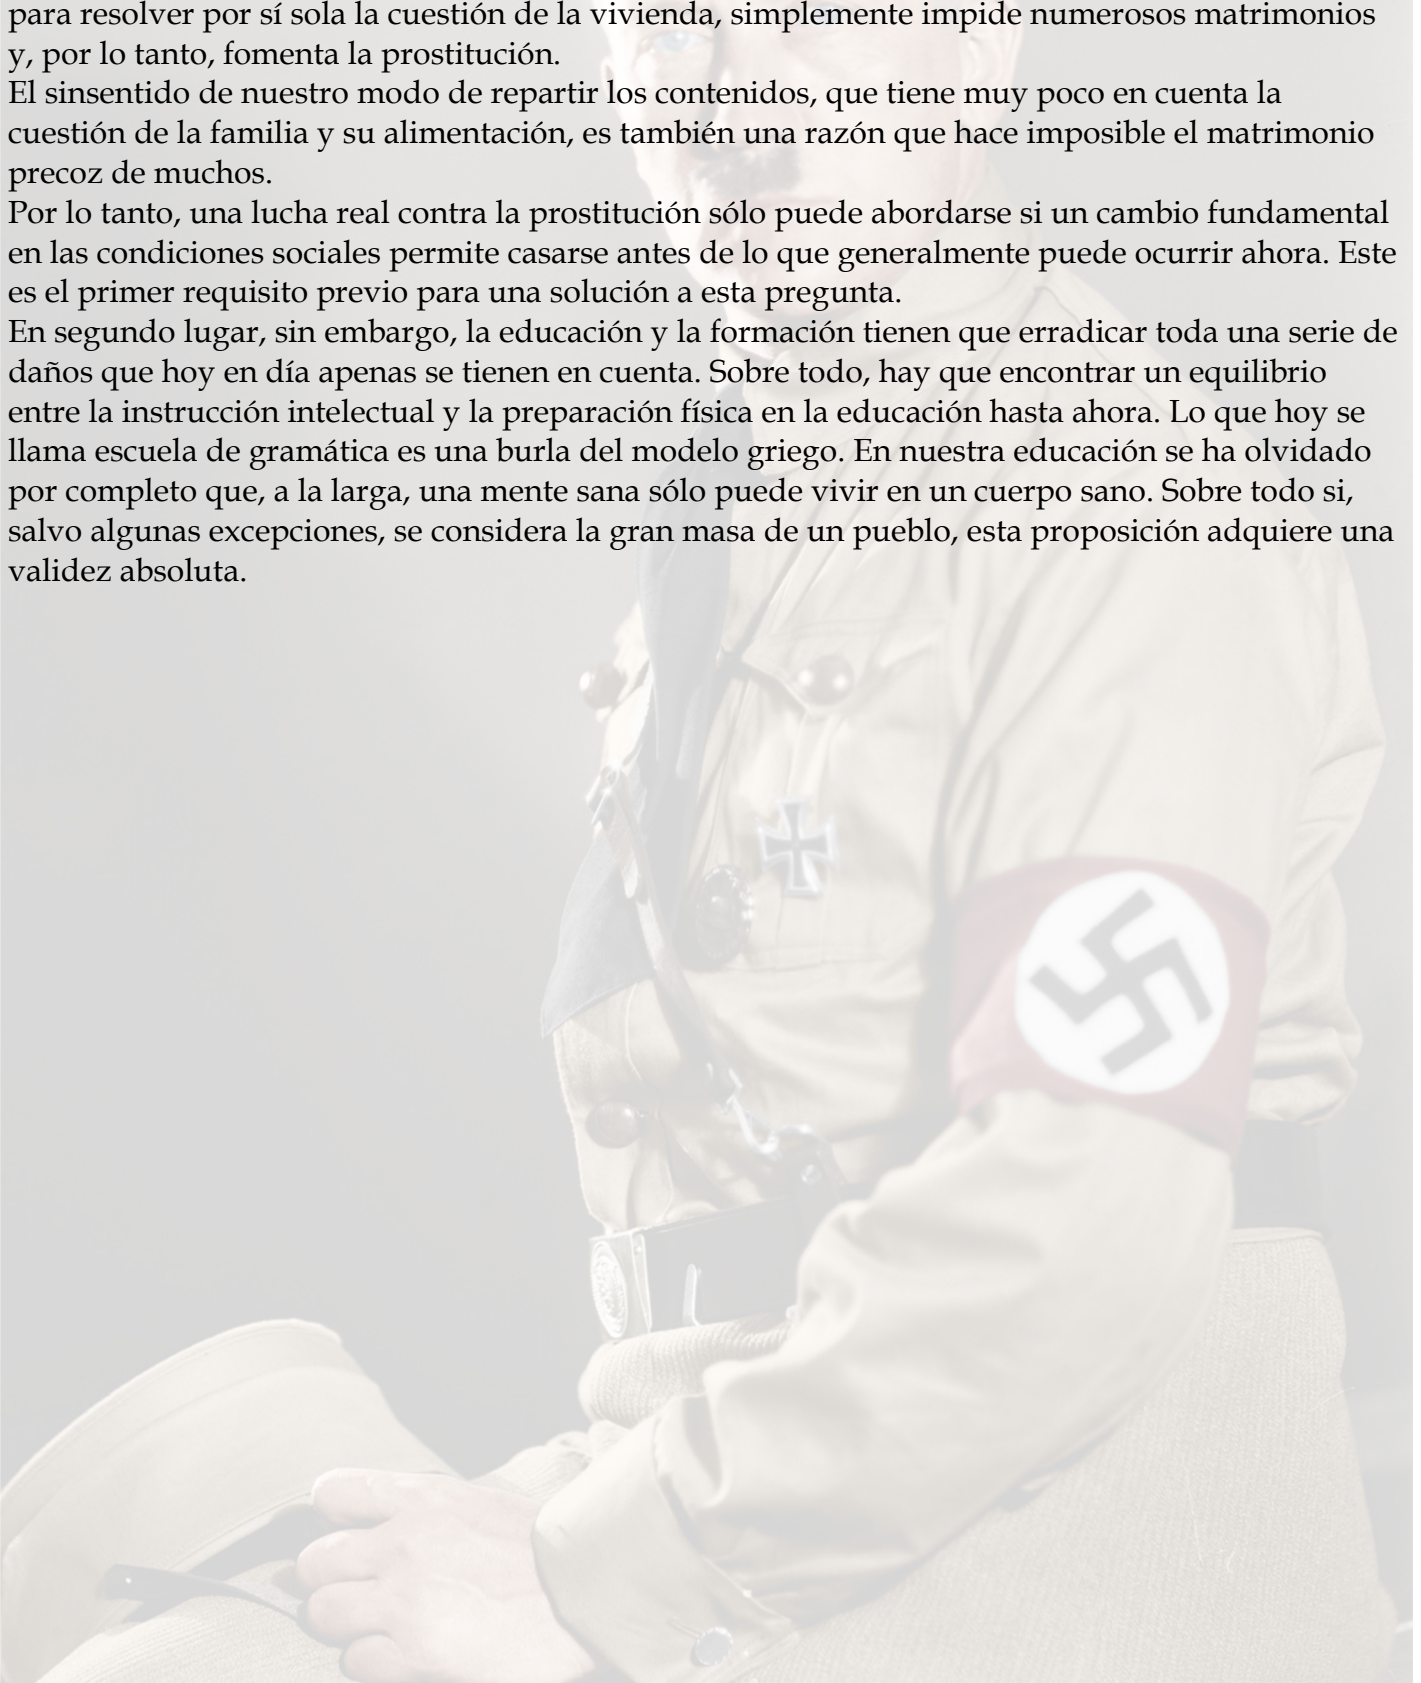 para resolver por sí sola la cuestión de la vivienda, simplemente impide numerosos matrimonios
y, por lo tanto, fomenta la prostitución.
El sinsentido de nuestro modo de repartir los contenidos, que tiene muy poco en cuenta la
cuestión de la familia y su alimentación, es también una razón que hace imposible el matrimonio
precoz de muchos.
Por lo tanto, una lucha real contra la prostitución sólo puede abordarse si un cambio fundamental
en las condiciones sociales permite casarse antes de lo que generalmente puede ocurrir ahora. Este
es el primer requisito previo para una solución a esta pregunta.
En segundo lugar, sin embargo, la educación y la formación tienen que erradicar toda una serie de
daños que hoy en día apenas se tienen en cuenta. Sobre todo, hay que encontrar un equilibrio
entre la instrucción intelectual y la preparación física en la educación hasta ahora. Lo que hoy se
llama escuela de gramática es una burla del modelo griego. En nuestra educación se ha olvidado
por completo que, a la larga, una mente sana sólo puede vivir en un cuerpo sano. Sobre todo si,
salvo algunas excepciones, se considera la gran masa de un pueblo, esta proposición adquiere una
validez absoluta.